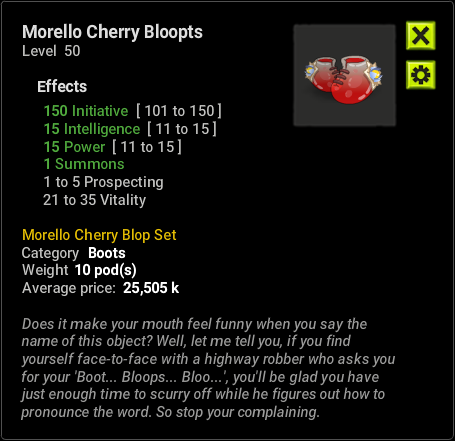 Morello Cherry Bloopts
Level 50
Effects
150 Initiative [ 101 to 150 ]
15 Intelligence [ 11 to 15 ]
15 Power [ 11 to 15 ]
1 Summons
1 to 5 Prospecting
21 to 35 Vitality
Morello Cherry Blop Set
Category Boots
Weight 10 pod(s)
Average price: 25,505 k
Does it make your mouth feel funny when you say the
name of this object? Well, let me tell you, if you find
yourself face-to-face with a highway robber who asks you
for your 'Boot... Bloops... Bloo...', you'll be glad you have
just enough time to scurry off while he figures out how to
pronounce the word. So stop your complaining.